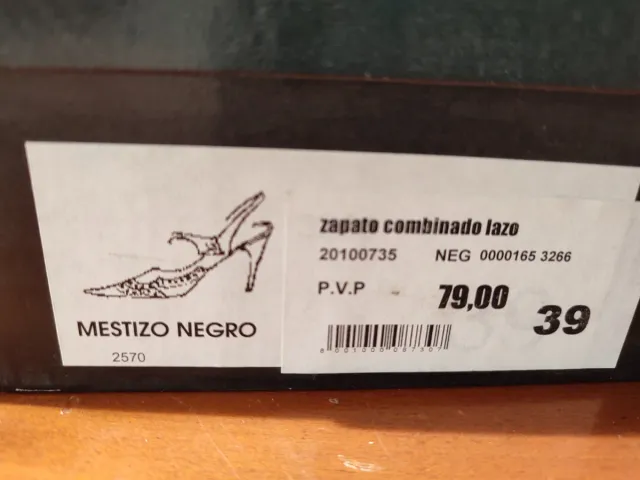 MESTIZO NEGRO
2570
zapato combinado lazo
20100735 NEG 0000165 3266
P.V.P 79,00
39